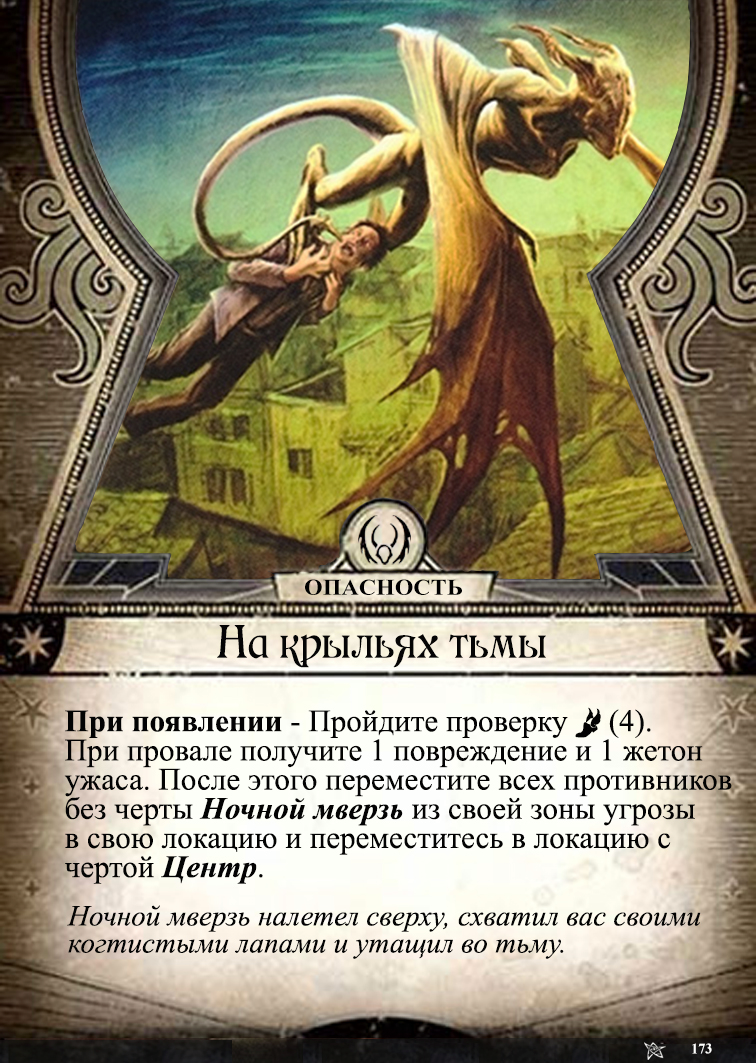 ОПАСНОСТЬ
На крыльях тьмы
При появлении - Пройдите проверку (4).
При провале получите 1 повреждение и 1 жетон
ужаса. После этого переместите всех противников
без черты Ночной мверзь из своей зоны угрозы
в свою локацию и переместитесь в локацию с
чертой Центр.
Ночной мверзь налетел сверху, схватил вас своими
когтистыми лапами и утащил во тьму.
173